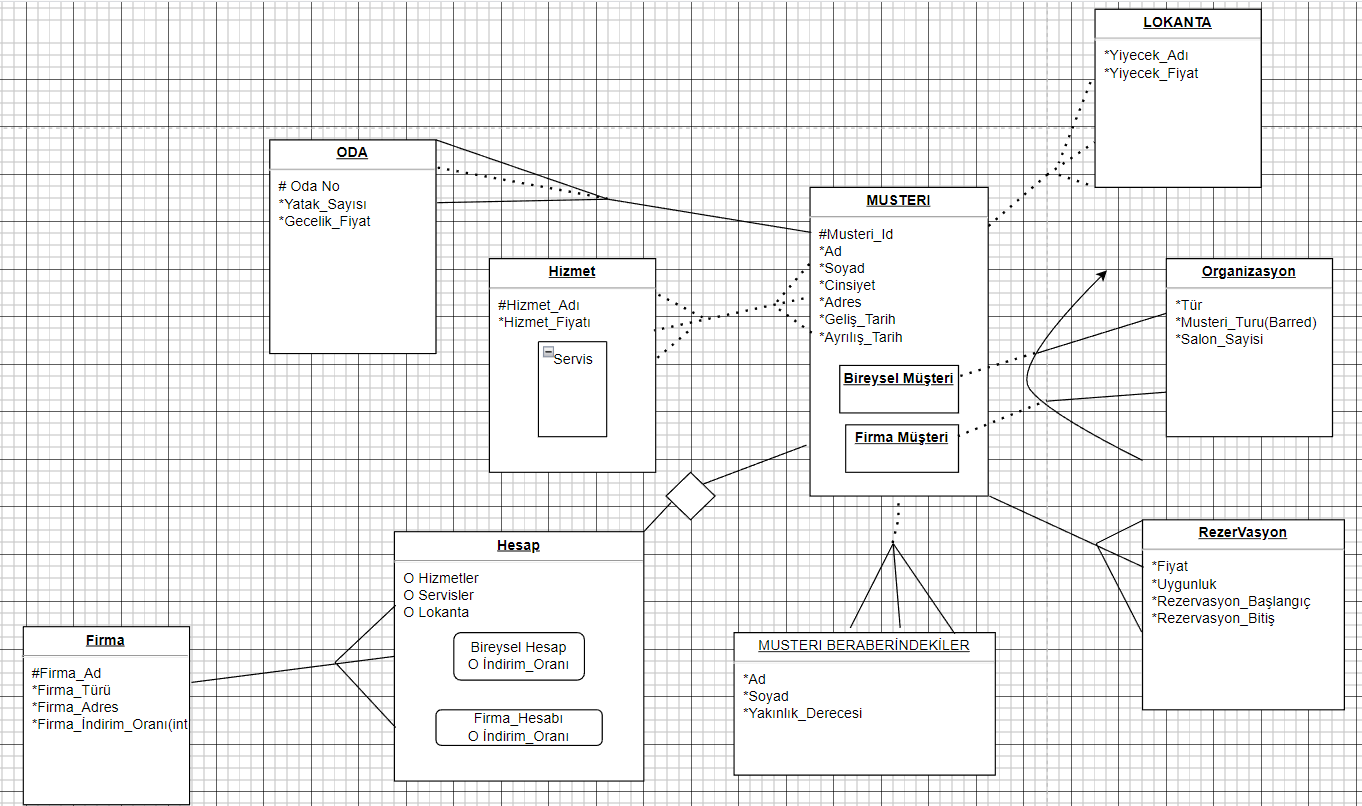 LOKANTA
*Yiyecek_Adı
*Yiyecek_Fiyat
ODA
# Oda No
*Yatak_Sayısı
*Gecelik_Fiyat
MUSTERI
#Musteri_Id
*Ad
*Soyad
*Cinsiyet
*Adres
*Geliş_Tarih
*Ayrılış_Tarih
Bireysel Müşteri
Firma Müşteri
Hizmet
#Hizmet_Adı
*Hizmet_Fiyatı
Servis
Organizasyon
*Tür
*Musteri_Turu(Barred)
*Salon_Sayisi
Hesap
O Hizmetler
O Servisler
O Lokanta
Bireysel Hesap
O İndirim_Oranı
Firma_Hesabı
O İndirim_Oranı
RezerVasyon
*Fiyat
*Uygunluk
*Rezervasyon_Başlangıç
*Rezervasyon_Bitiş
Firma
#Firma_Ad
*Firma_Türü
*Firma_Adres
*Firma_İndirim_Oranı(int
MUSTERI BERABERİNDEKİLER
*Ad
*Soyad
*Yakınlık_Derecesi